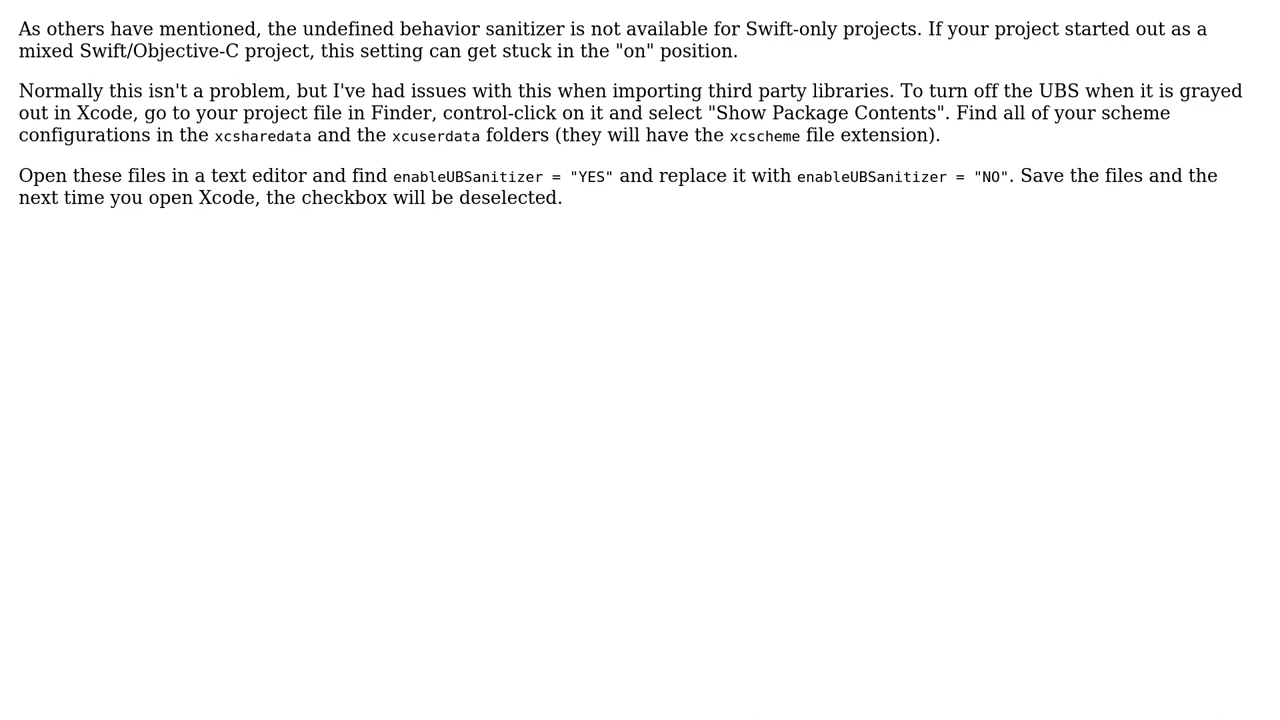 As others have mentioned, the undefined behavior sanitizer is not available for Swift-only projects. If your project started out as a
mixed Swift/Objective-C project, this setting can get stuck in the "on" position.
Normally this isn't a problem, but I've had issues with this when importing third party libraries. To turn off the UBS when it is grayed
out in Xcode, go to your project file in Finder, control-click on it and select "Show Package Contents". Find all of your scheme
configurations in the xcsharedata and the xcuserdata folders (they will have the xcscheme file extension).
Open these files in a text editor and find enableUBSanitizer = "YES" and replace it with enableUBSanitizer = "NO". Save the files and the
next time you open Xcode, the checkbox will be deselected.